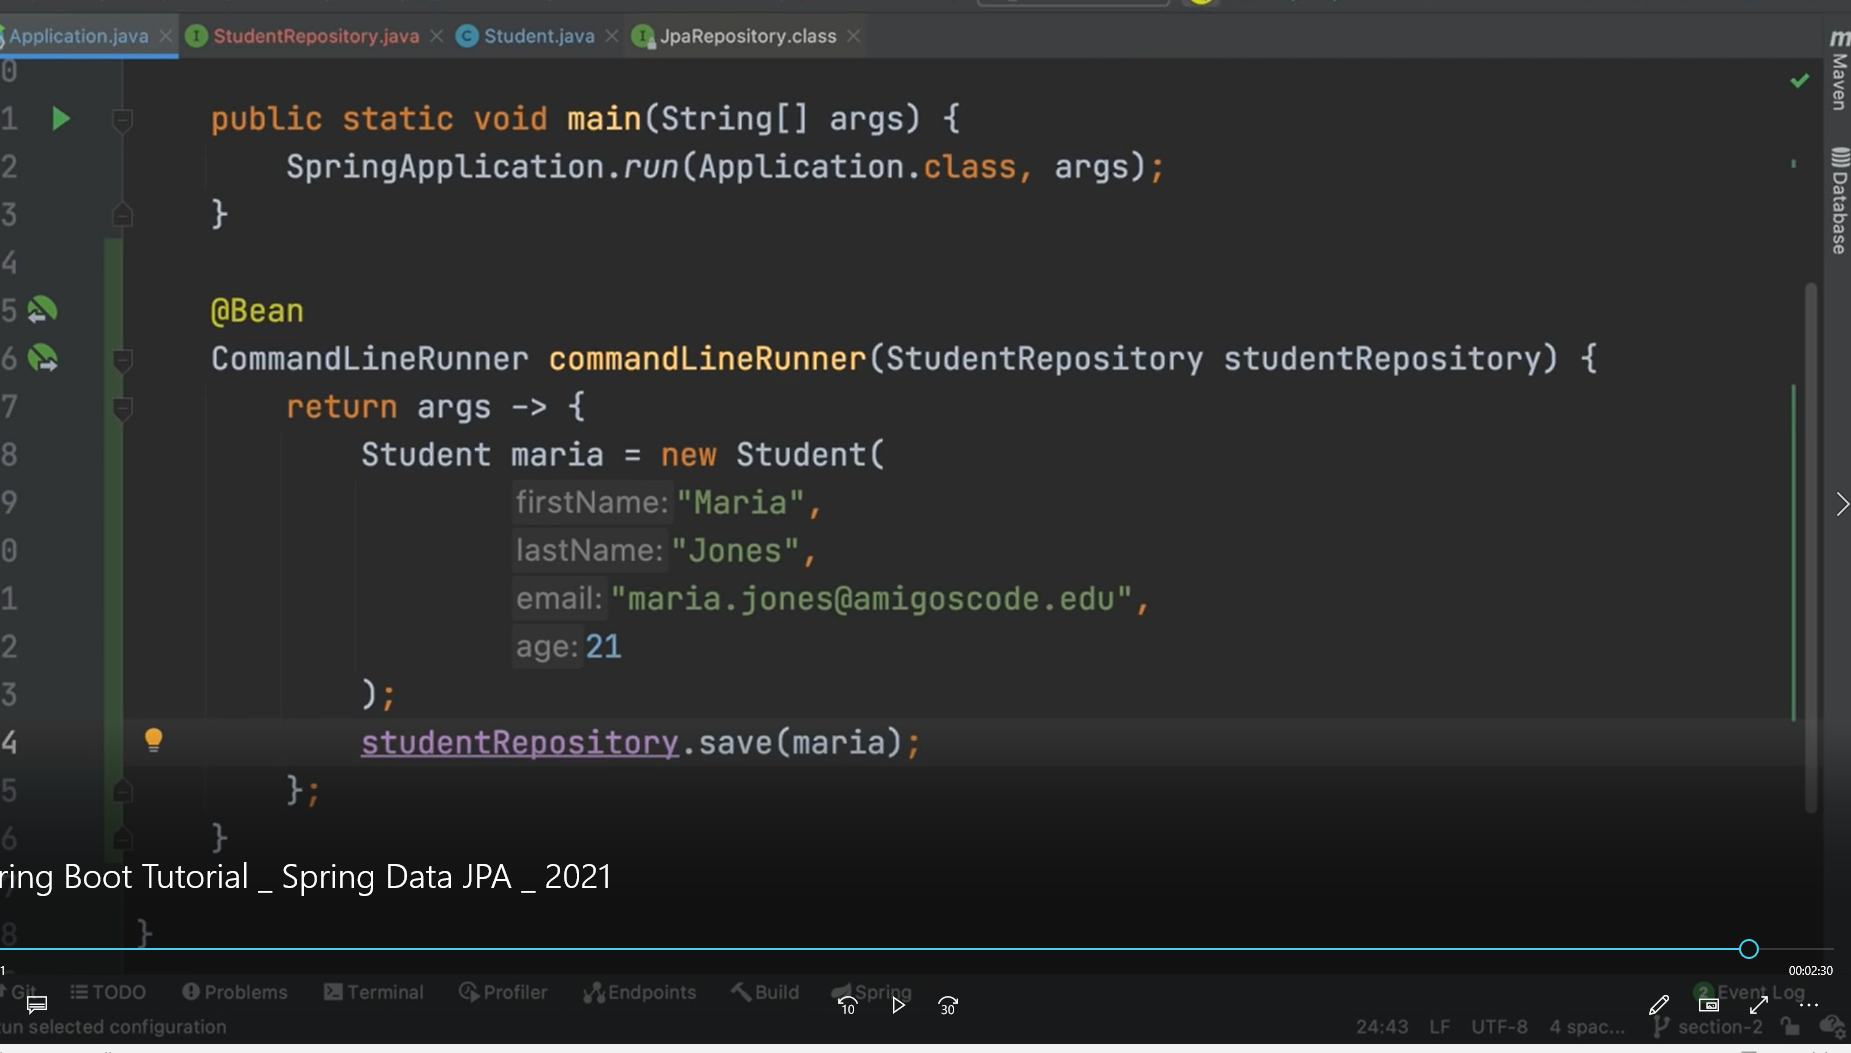 Application.java StudentRepository.java Student.java JpaRepository.class
m
Maven
Database
0
1 public static void main(String[] args) {
2 SpringApplication.run(Application.class, args);
3 }
4
5 @Bean
6 CommandLineRunner commandLineRunner(StudentRepository studentRepository) {
7 return args -> {
8 Student maria = new Student(
9 firstName: "Maria",
0 lastName: "Jones",
1 email: "maria.jones@amigoscode.edu",
2 age: 21
3 );
4 studentRepository.save(maria);
5 };
6 }
ring Boot Tutorial _ Spring Data JPA _ 2021
8 }
1
00:02:30
Git TODO Problems Terminal Profiler Endpoints Build Spring 2 Event Log
10 30
un selected configuration 24:43 LF UTF-8 4 spac... section-2